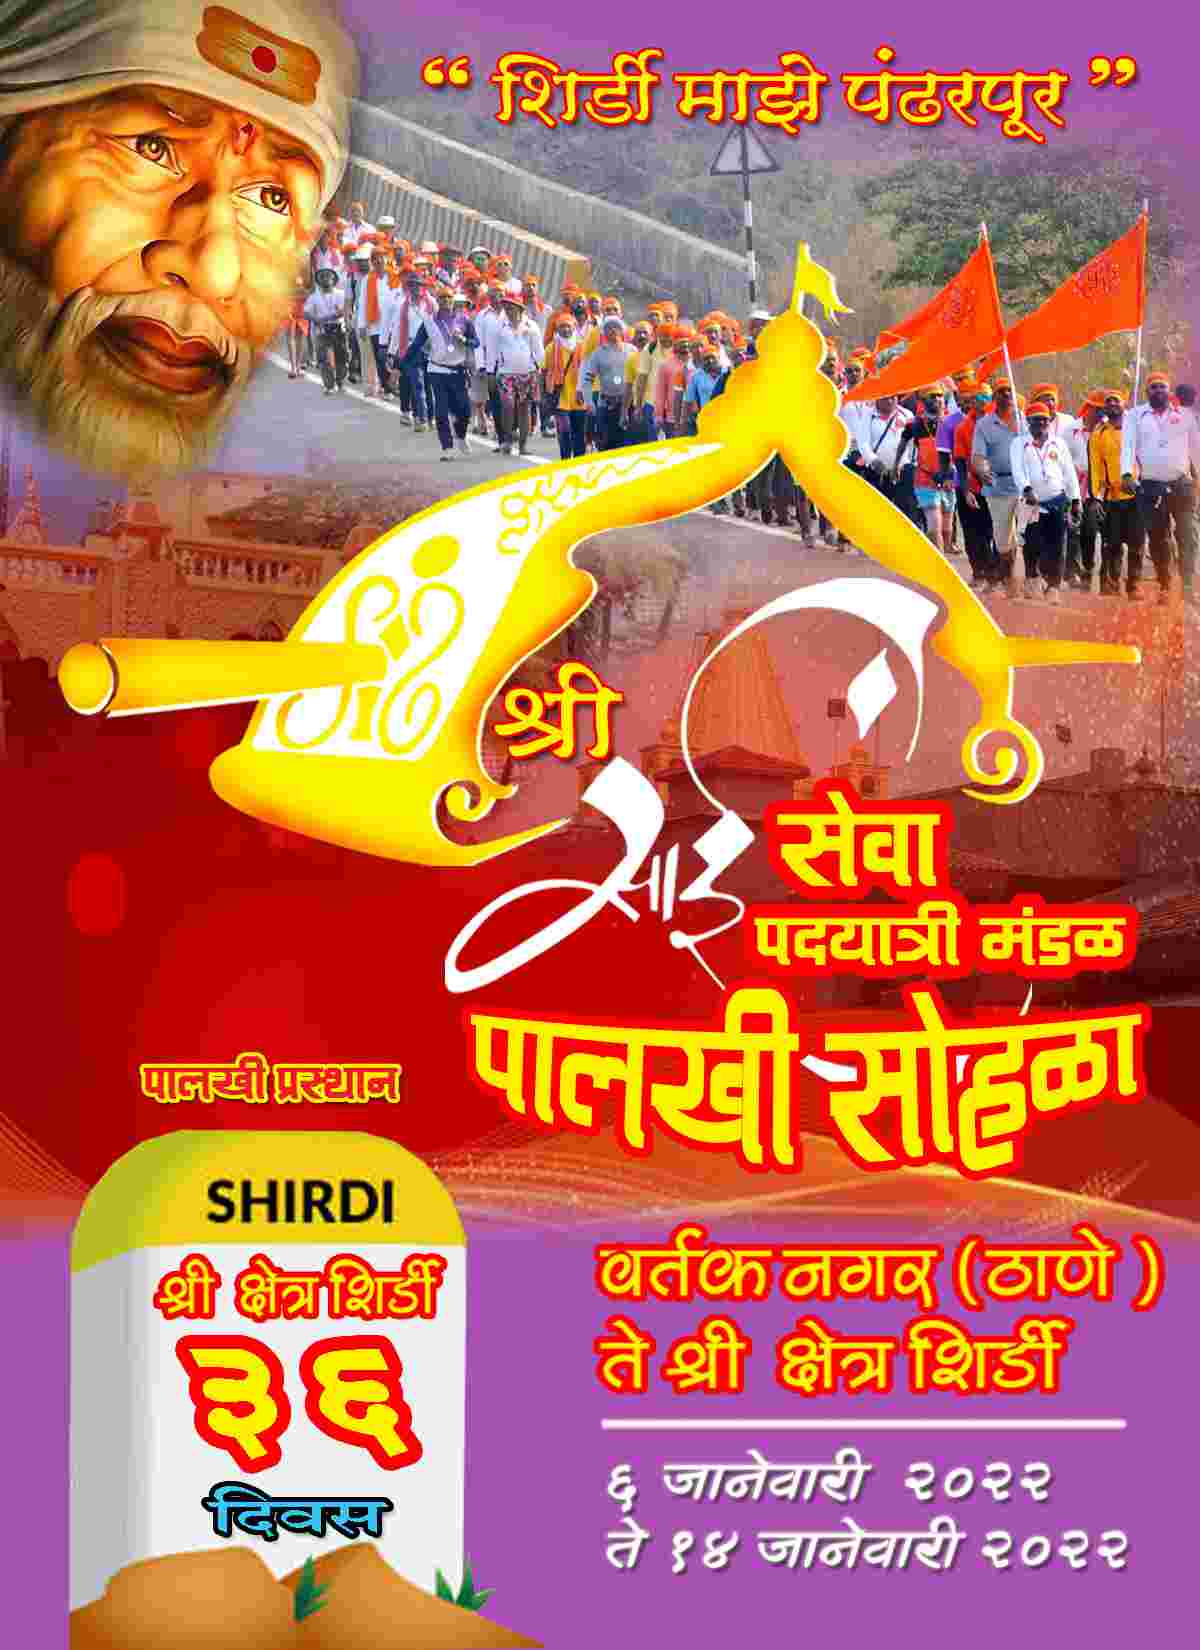 “ शिर्डी माझे पंढरपूर ”
श्री
साई
सेवा
पदयात्री मंडळ
पालखी सोहळा
पालखी प्रस्थान
SHIRDI
श्री क्षेत्र शिर्डी
३६
दिवस
वर्तक नगर (ठाणे )
ते श्री क्षेत्र शिर्डी
६ जानेवारी २०२२
ते १४ जानेवारी २०२२